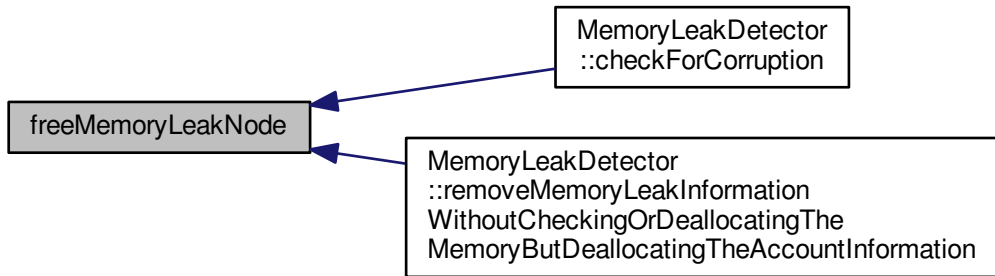 MemoryLeakDetector
::checkForCorruption
freeMemoryLeakNode
MemoryLeakDetector
::removeMemoryLeakInformation
WithoutCheckingOrDeallocatingThe
MemoryButDeallocatingTheAccountInformation